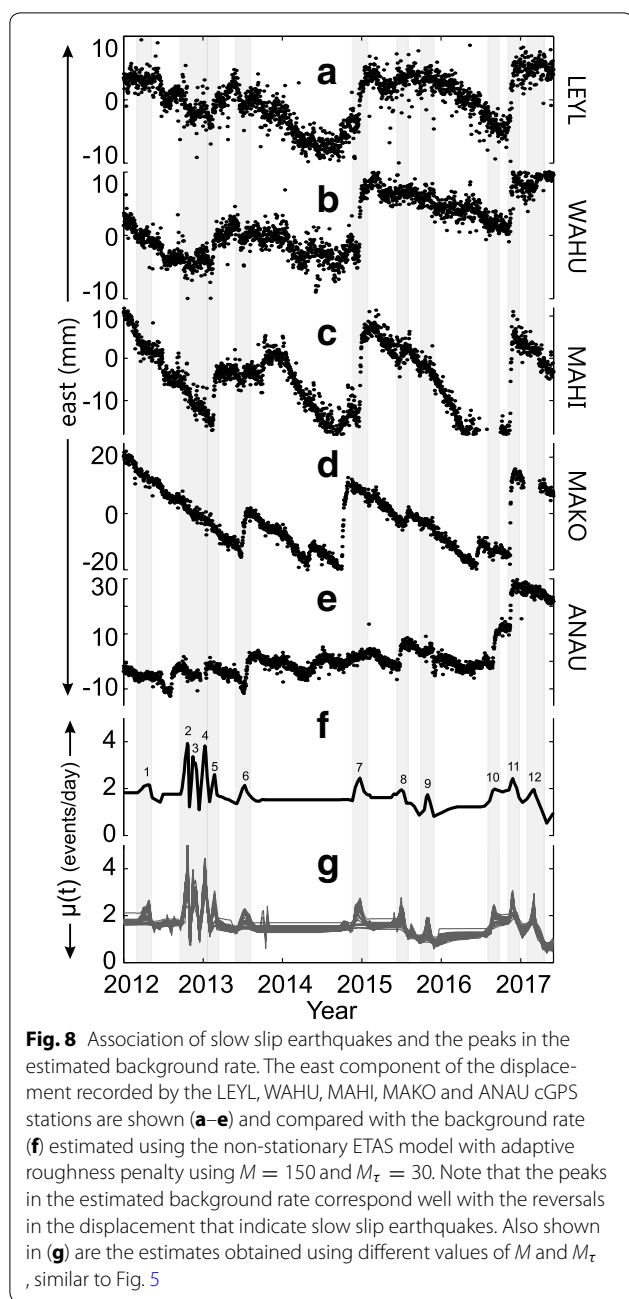 10
0
-10
a
LEYL
10
0
-10
b
WAHU
10
0
-10
c
MAHI
20
0
-20
d
MAKO
30
10
-10
e
ANAU
east (mm)
4
2
0
f
1
2
3
4
5
6
7
8
9
10
11
12
4
2
0
g
μ(t) (events/day)
2012 2013 2014 2015 2016 2017
Year
Fig. 8 Association of slow slip earthquakes and the peaks in the
estimated background rate. The east component of the displace-
ment recorded by the LEYL, WAHU, MAHI, MAKO and ANAU cGPS
stations are shown (a–e) and compared with the background rate
(f) estimated using the non-stationary ETAS model with adaptive
roughness penalty using M = 150 and Mτ = 30. Note that the peaks
in the estimated background rate correspond well with the reversals
in the displacement that indicate slow slip earthquakes. Also shown
in (g) are the estimates obtained using different values of M and Mτ
, similar to Fig. 5